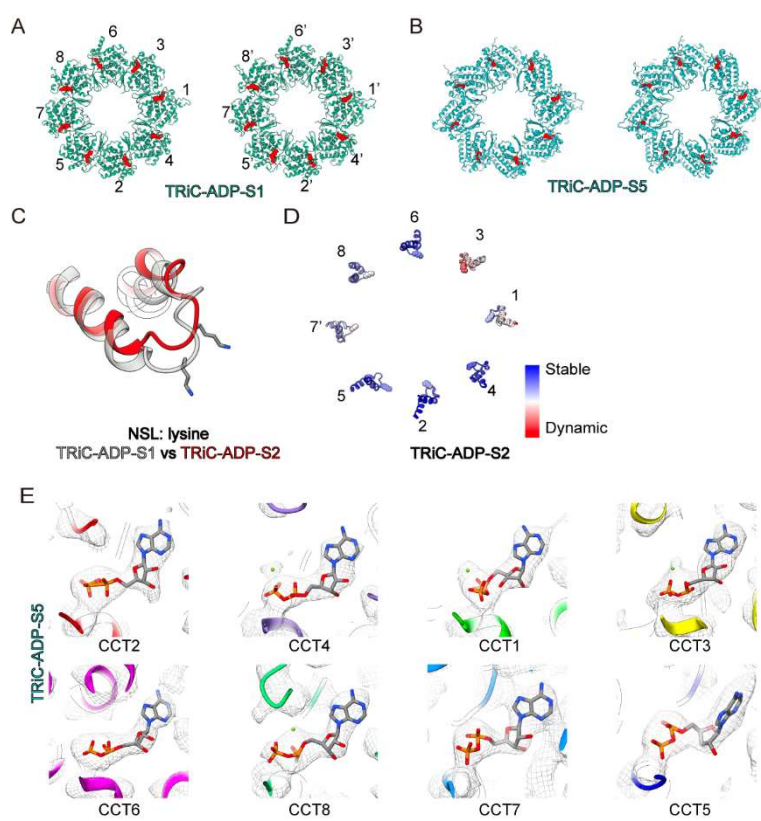 A
6
3
8
1
7
5
4
2
6'
3'
8'
1'
7'
5
4'
2'
TRiC-ADP-S1
B
TRiC-ADP-S5
C
NSL: lysine
TRiC-ADP-S1 vs TRiC-ADP-S2
D
6
3
8
1
7'
5
4
2
Stable
Dynamic
TRiC-ADP-S2
E
TRiC-ADP-S5
CCT2
CCT4
CCT1
CCT3
CCT6
CCT8
CCT7
CCT5